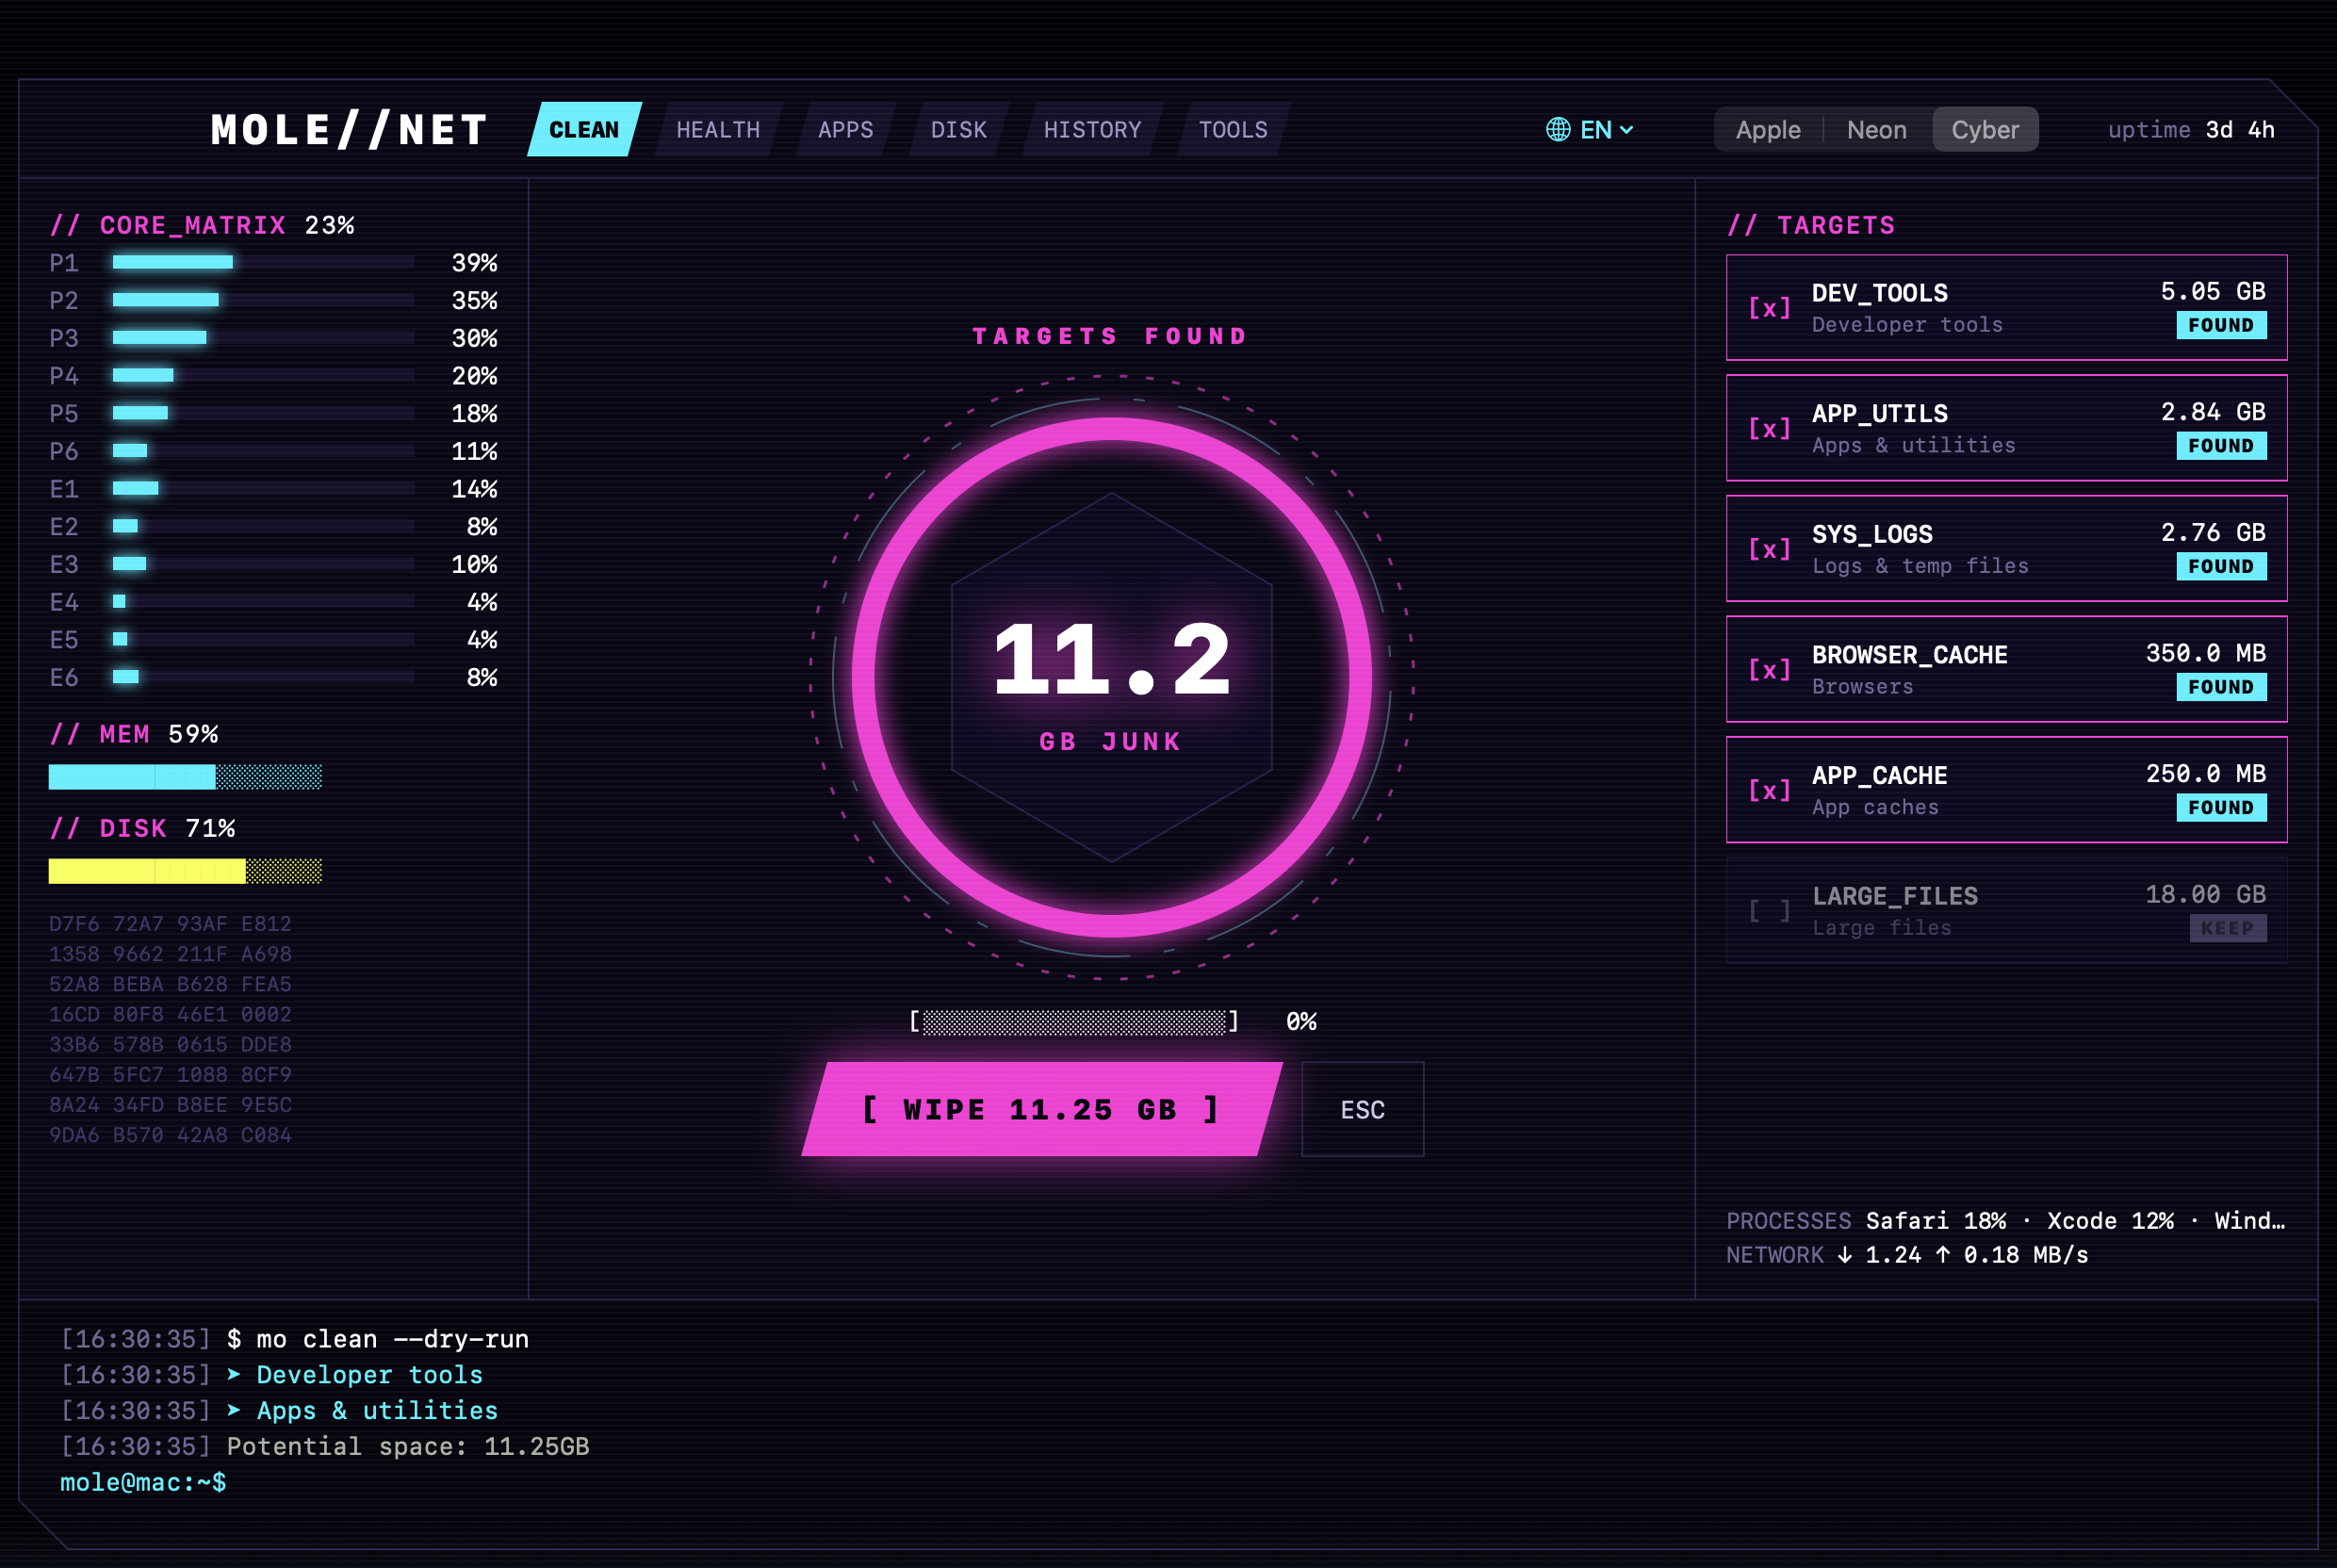 MOLE//NET CLEAN HEALTH APPS DISK HISTORY TOOLS EN Apple Neon Cyber uptime 3d 4h
// CORE_MATRIX 23%
P1 39%
P2 35%
P3 30%
P4 20%
P5 18%
P6 11%
E1 14%
E2 8%
E3 10%
E4 4%
E5 4%
E6 8%
// MEM 59%
// DISK 71%
D7F6 72A7 93AF E812
1358 9662 211F A698
52A8 BEBA B628 FEA5
16CD 80F8 46E1 0002
33B6 578B 0615 DDE8
647B 5FC7 1088 8CF9
8A24 34FD B8EE 9E5C
9DA6 B570 42A8 C084
TARGETS FOUND
11.2
GB JUNK
[░░░░░░░░░░░░░░░░░░░░] 0%
[ WIPE 11.25 GB ] ESC
// TARGETS
[x] DEV_TOOLS 5.05 GB
Developer tools FOUND
[x] APP_UTILS 2.84 GB
Apps & utilities FOUND
[x] SYS_LOGS 2.76 GB
Logs & temp files FOUND
[x] BROWSER_CACHE 350.0 MB
Browsers FOUND
[x] APP_CACHE 250.0 MB
App caches FOUND
[ ] LARGE_FILES 18.00 GB
Large files KEEP
PROCESSES Safari 18% · Xcode 12% · Wind…
NETWORK ↓ 1.24 ↑ 0.18 MB/s
[16:30:35] $ mo clean --dry-run
[16:30:35] ➤ Developer tools
[16:30:35] ➤ Apps & utilities
[16:30:35] Potential space: 11.25GB
mole@mac:~$